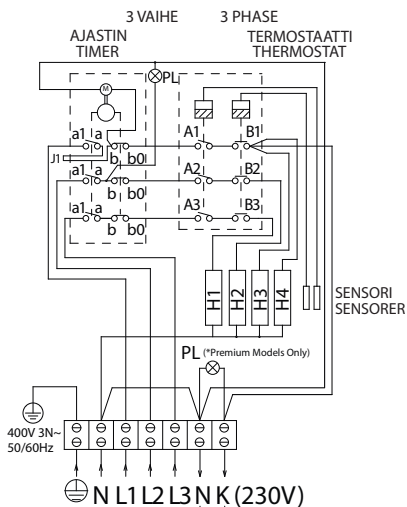 3 VAIHE 3 PHASE
AJASTIN TERMOSTAATTI
TIMER THERMOSTAT
PL
M
a1 a A1 B1
J1 b b0
a1 a A2 B2
b b0
a1 a A3 B3
b b0
H1 H2 H3 H4
SENSORI
SENSORER
PL (*Premium Models Only)
400V 3N~
50/60Hz
N L1 L2 L3 N K (230V)